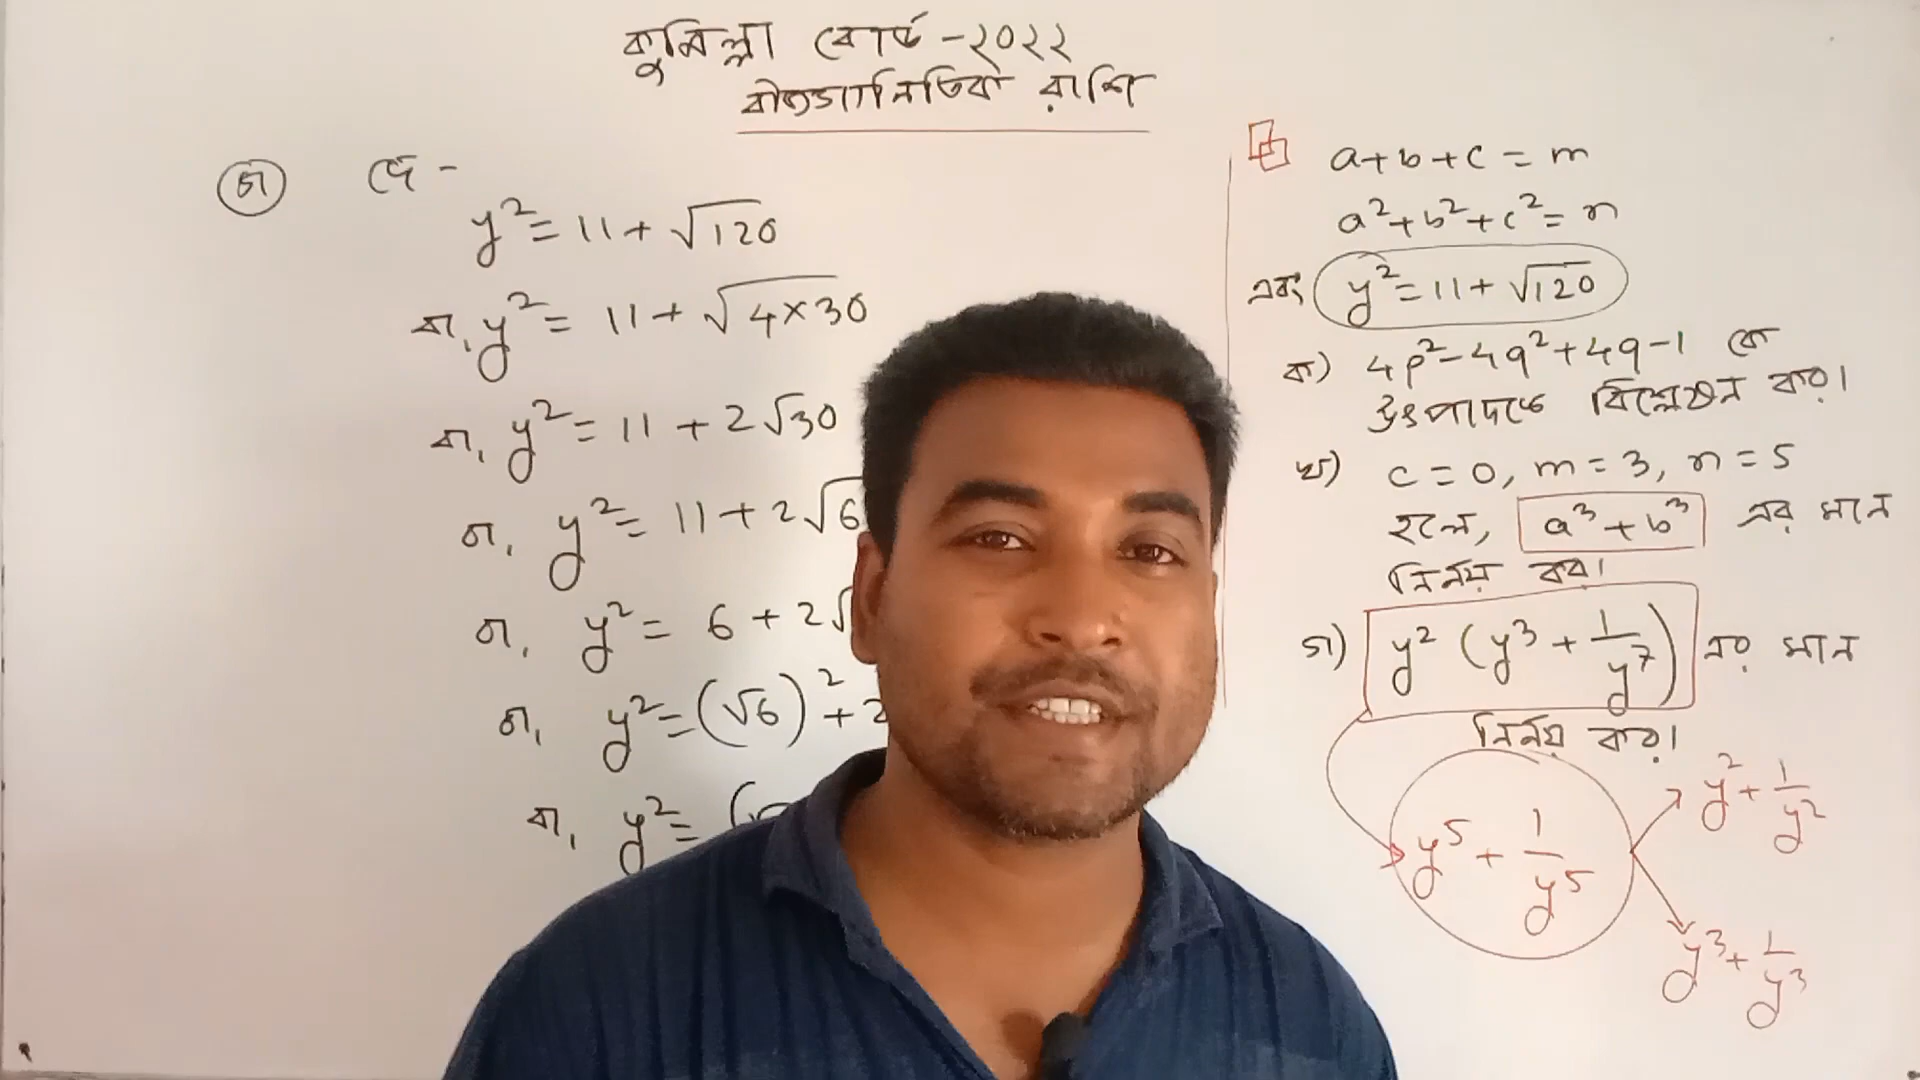 কুমিল্লা বোর্ড -২০২২
বীজগানিতিক রাশি
গ দে -
y² = 11 + √120
বা, y² = 11 + √4×30
বা, y² = 11 + 2√30
বা, y² = 11 + 2√6
বা, y² = 6 + 2√
বা, y² = (√6)² + 2
বা, y² = (
a + b + c = m
a² + b² + c² = n
এবং y² = 11 + √120
ক) 4p² - 4q² + 4q - 1 কে
উৎপাদকে বিশ্লেষন কর।
খ) c = 0, m = 3, n = 5
হলে, a³ + b³ এর মান
নির্নয় কর।
গ) y² (y³ + 1/y⁷) এর মান
নির্নয় কর।
y⁵ + 1/y⁵
y² + 1/y²
y³ + 1/y³